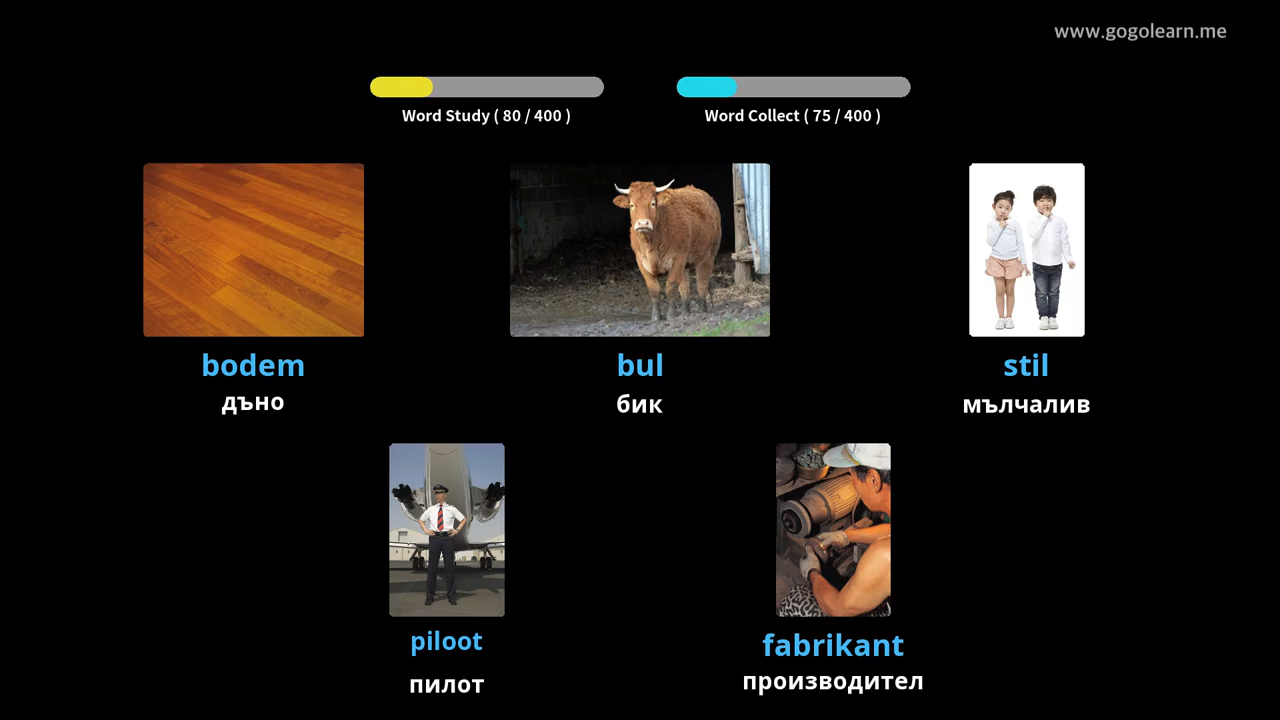 www.gogolearn.me
Word Study ( 80 / 400 )
Word Collect ( 75 / 400 )
bodem
дъно
bul
бик
stil
мълчалив
piloot
пилот
fabrikant
производител